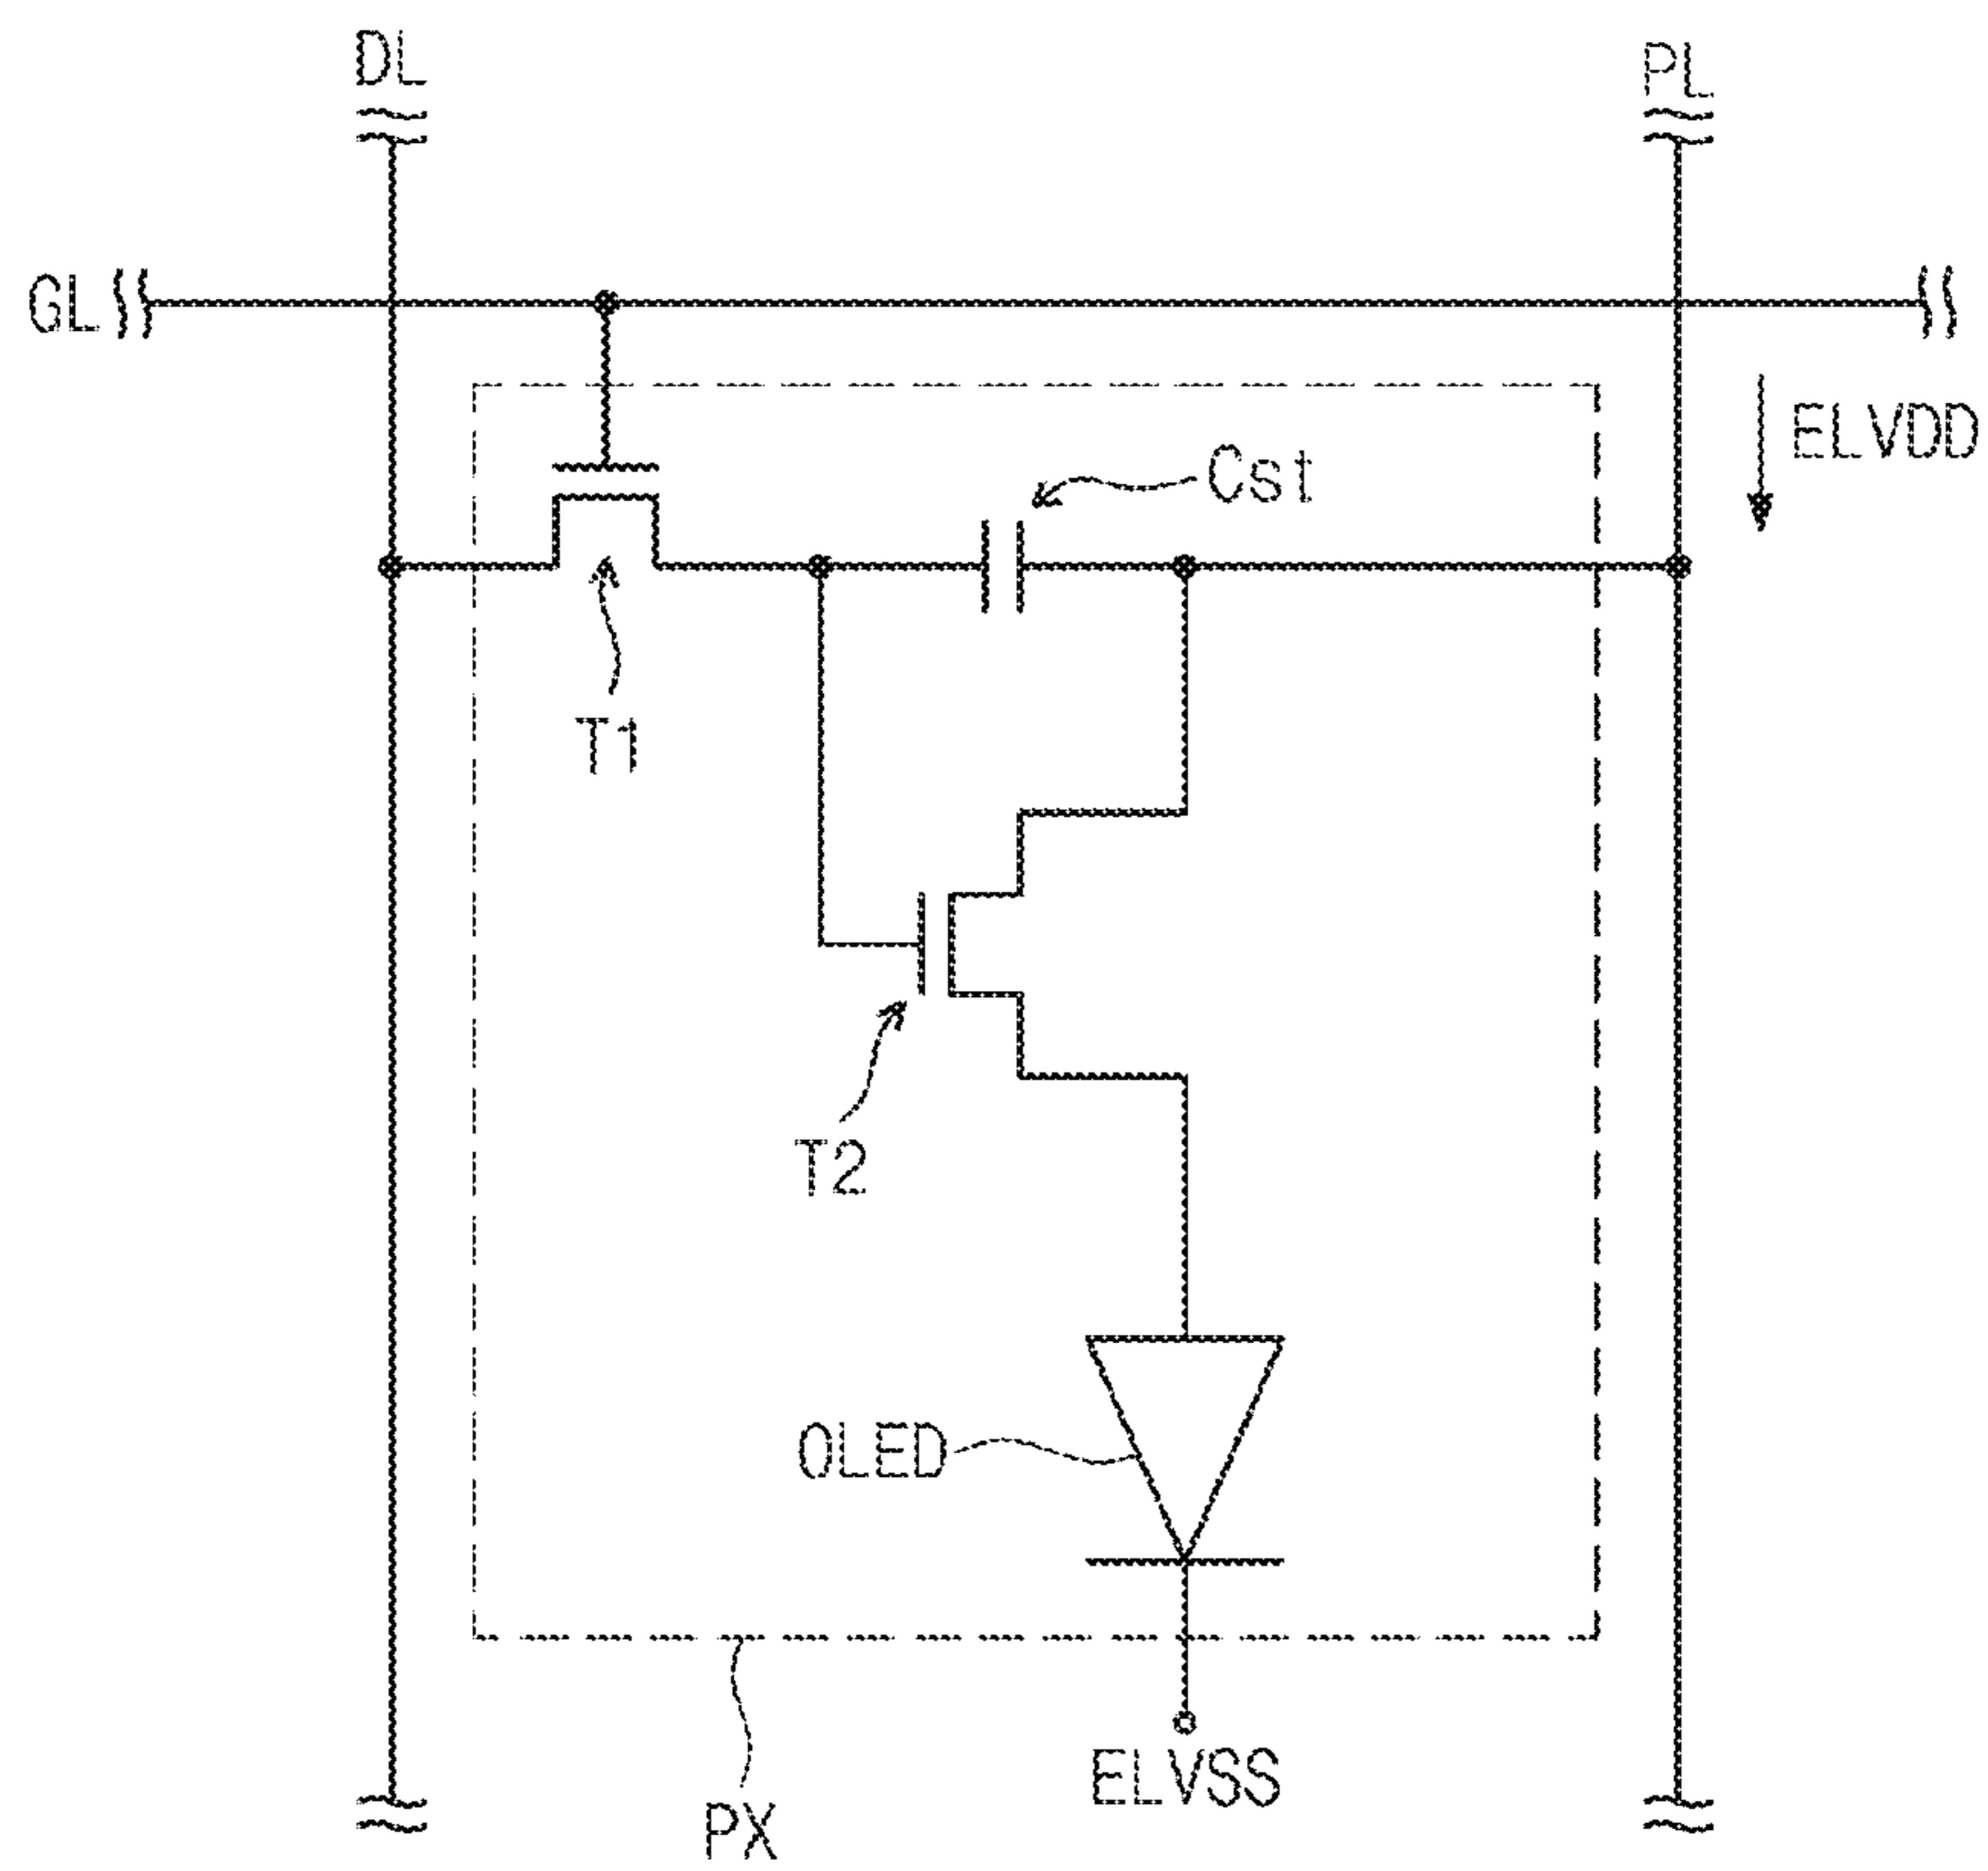 DL
PL
GL
ELVDD
Cst
T1
T2
OLED
ELVSS
PX